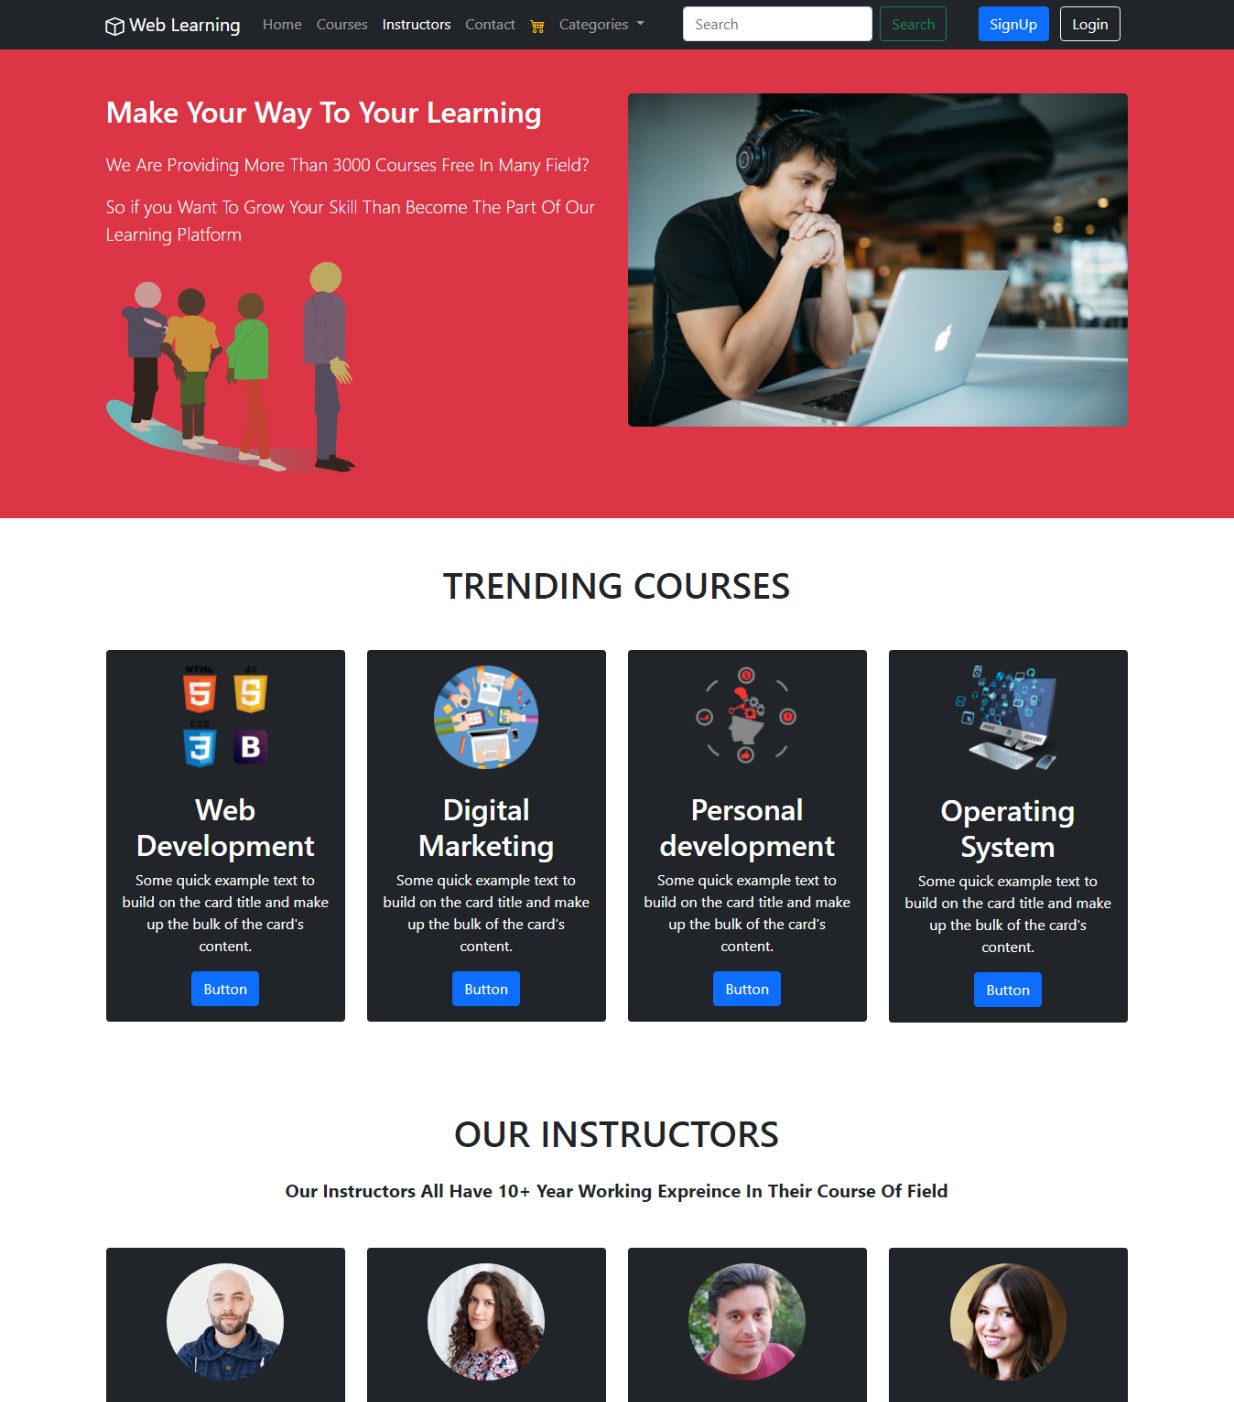 Web Learning Home Courses Instructors Contact Categories Search Search SignUp Login
Make Your Way To Your Learning
We Are Providing More Than 3000 Courses Free In Many Field?
So if you Want To Grow Your Skill Than Become The Part Of Our
Learning Platform
TRENDING COURSES
HTML JS
5 5
CSS
3 B
Web
Development
Some quick example text to
build on the card title and make
up the bulk of the card's
content.
Button
Digital
Marketing
Some quick example text to
build on the card title and make
up the bulk of the card's
content.
Button
Personal
development
Some quick example text to
build on the card title and make
up the bulk of the card's
content.
Button
Operating
System
Some quick example text to
build on the card title and make
up the bulk of the card's
content.
Button
OUR INSTRUCTORS
Our Instructors All Have 10+ Year Working Expreince In Their Course Of Field